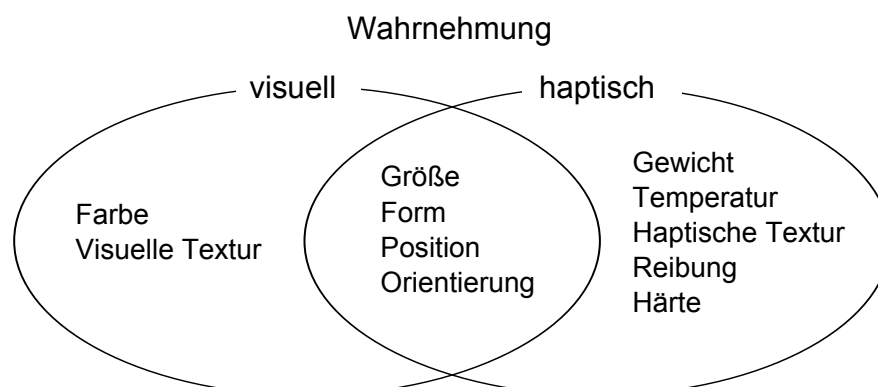 Wahrnehmung
visuell
haptisch
Farbe
Visuelle Textur
Größe
Form
Position
Orientierung
Gewicht
Temperatur
Haptische Textur
Reibung
Härte